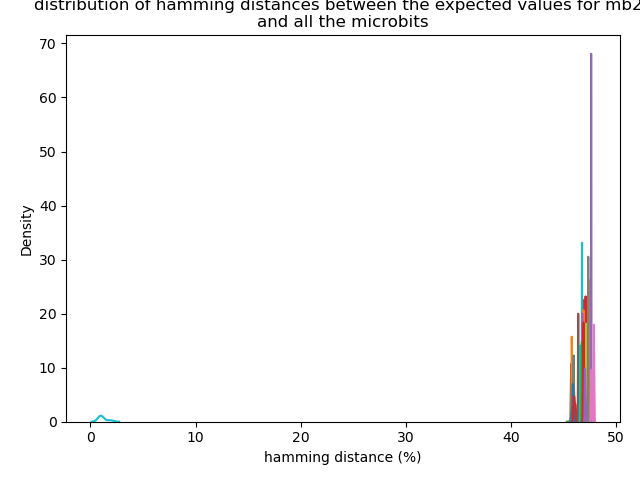 distribution of hamming distances between the expected values for mb2
and all the microbits
70
60
50
40
30
20
10
0
Density
0 10 20 30 40 50
hamming distance (%)